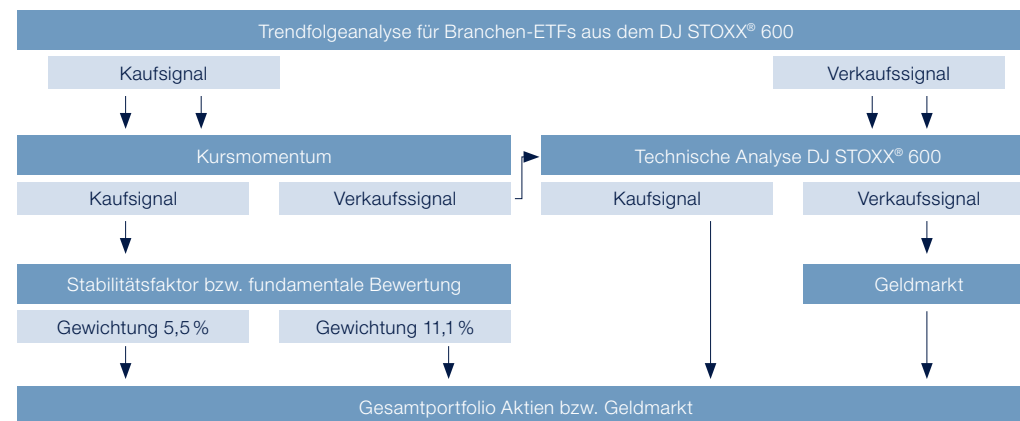 Trendfolgeanalyse für Branchen-ETFs aus dem DJ STOXX® 600
Kaufsignal
Verkaufssignal
Kursmomentum
Technische Analyse DJ STOXX® 600
Kaufsignal
Verkaufssignal
Kaufsignal
Verkaufssignal
Stabilitätsfaktor bzw. fundamentale Bewertung
Geldmarkt
Gewichtung 5,5 %
Gewichtung 11,1 %
Gesamtportfolio Aktien bzw. Geldmarkt